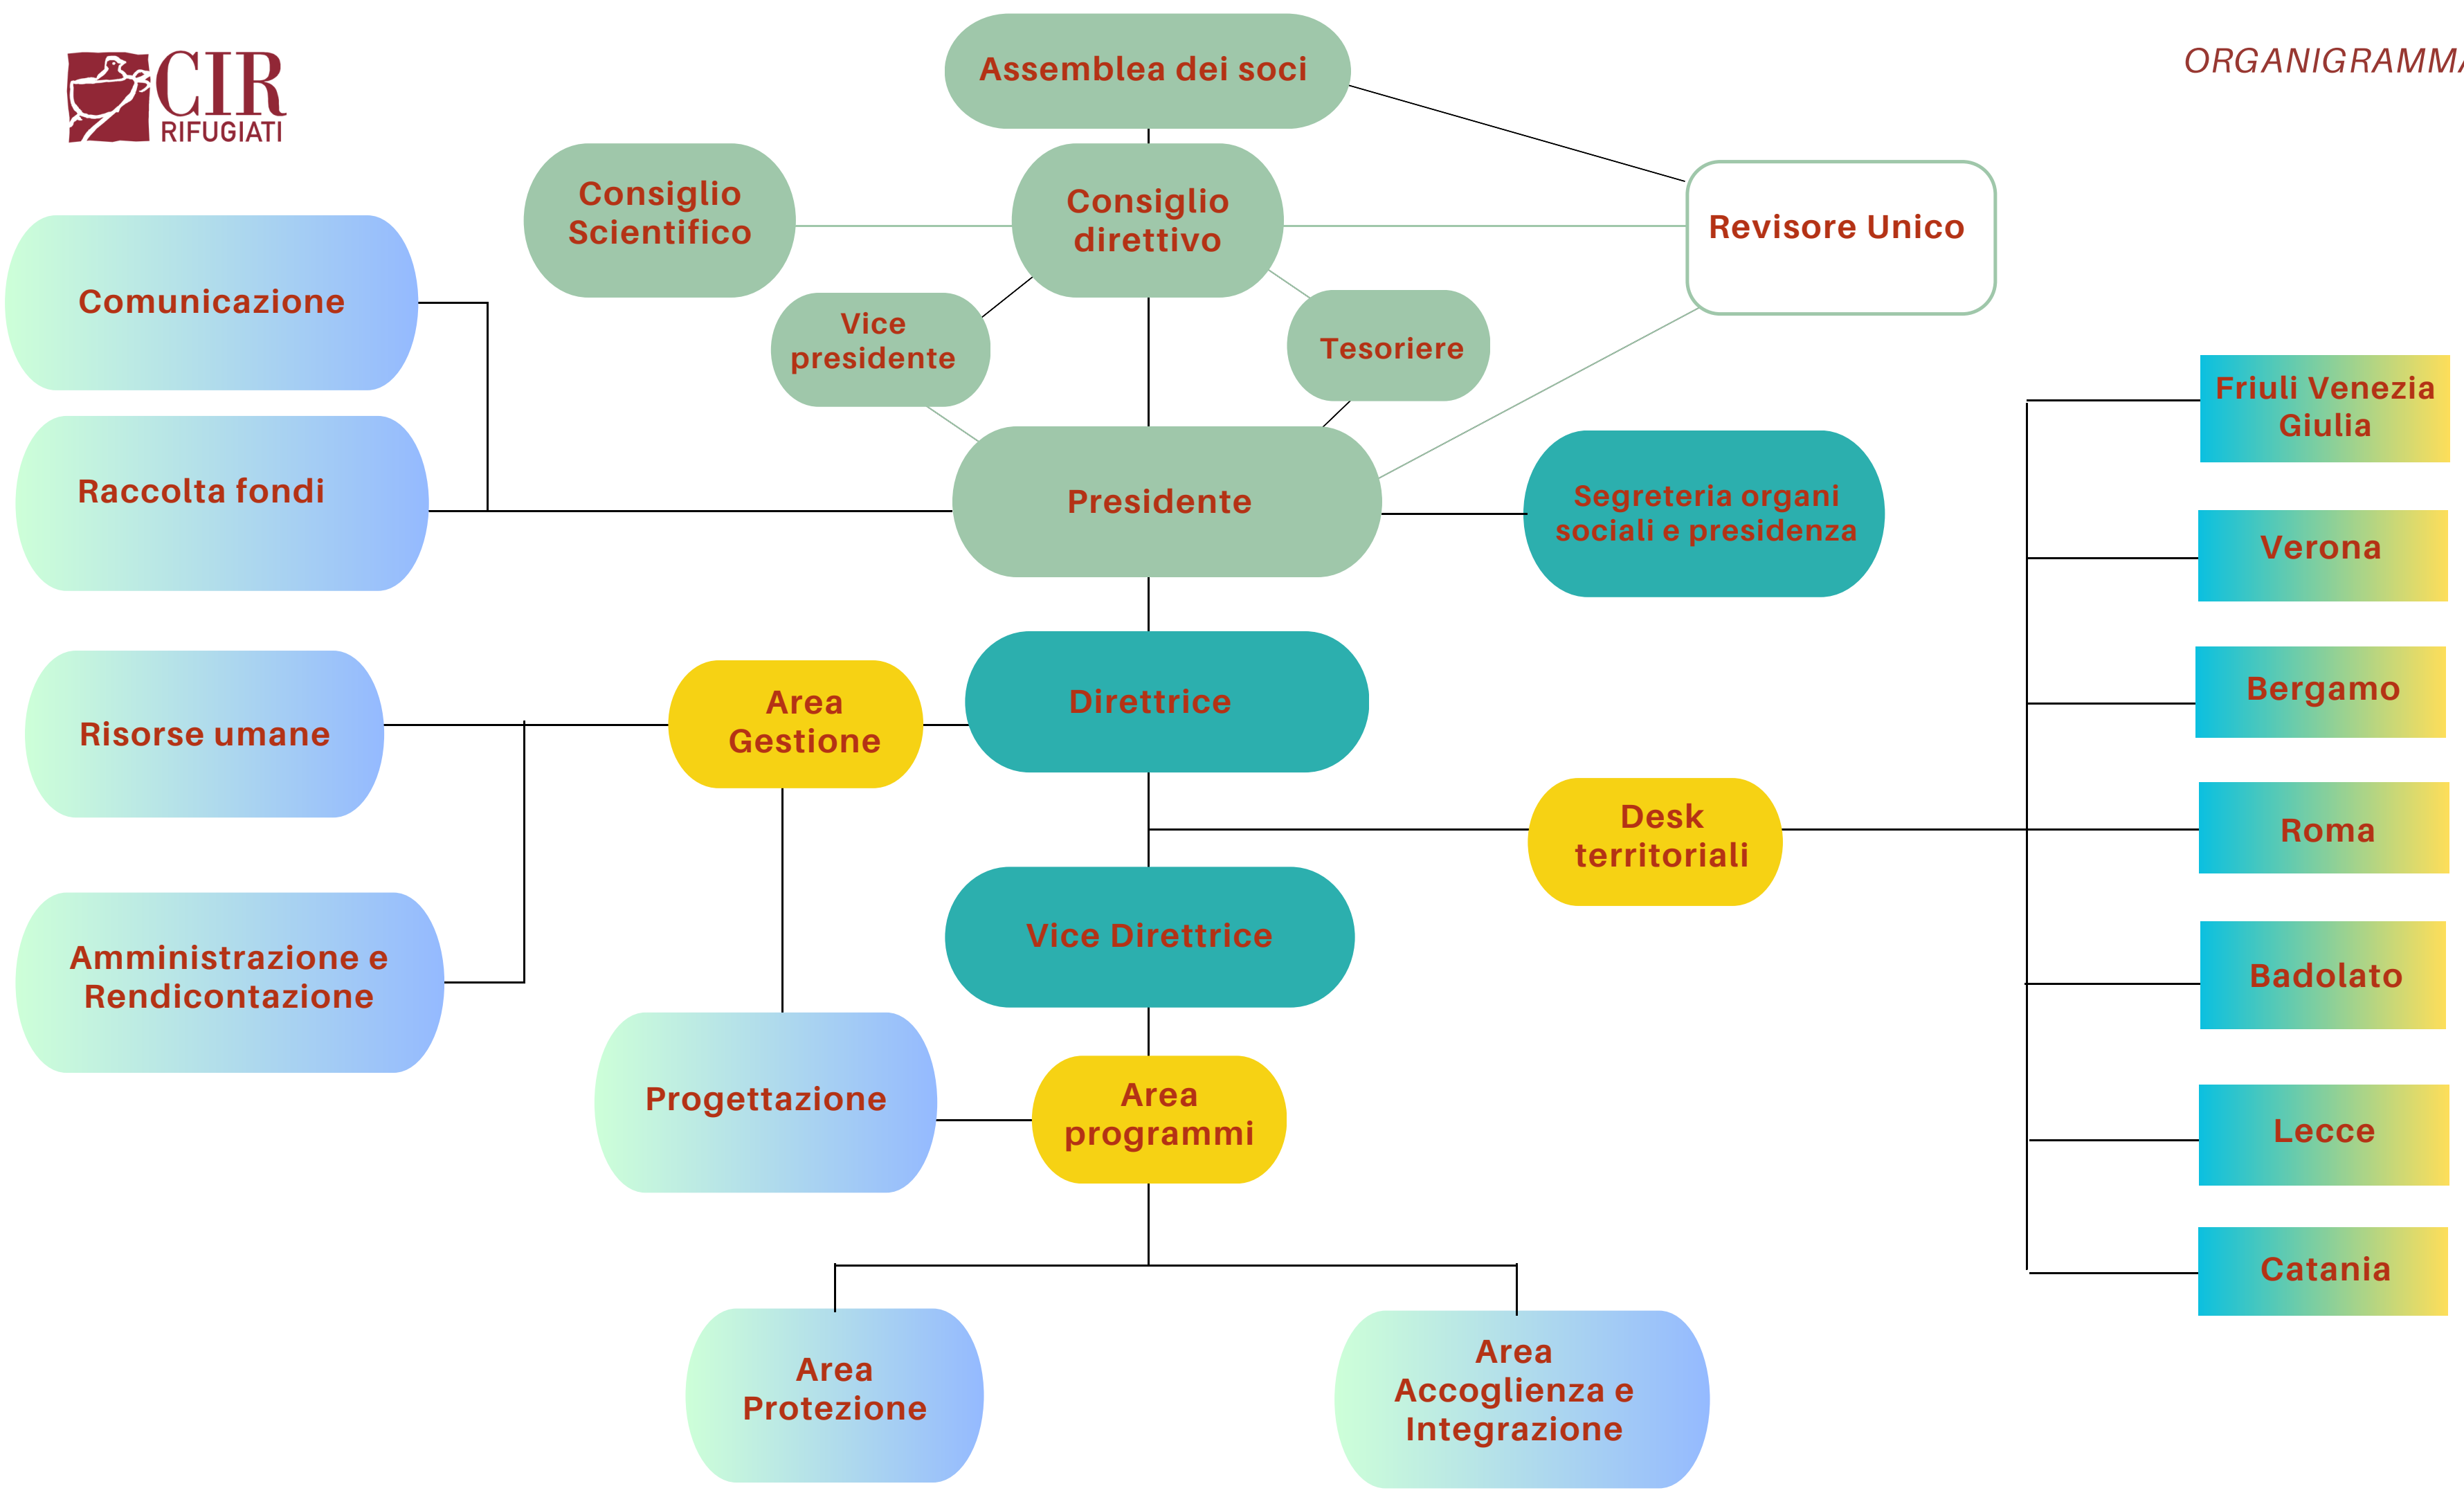 CIR
RIFUGIATI
ORGANIGRAMMA
Assemblea dei soci
Consiglio
Scientifico
Consiglio
direttivo
Revisore Unico
Comunicazione
Vice
presidente
Tesoriere
Raccolta fondi
Presidente
Segreteria organi
sociali e presidenza
Friuli Venezia
Giulia
Verona
Bergamo
Roma
Badolato
Lecce
Catania
Risorse umane
Area
Gestione
Direttrice
Desk
territoriali
Vice Direttrice
Amministrazione e
Rendicontazione
Progettazione
Area
programmi
Area
Protezione
Area
Accoglienza e
Integrazione